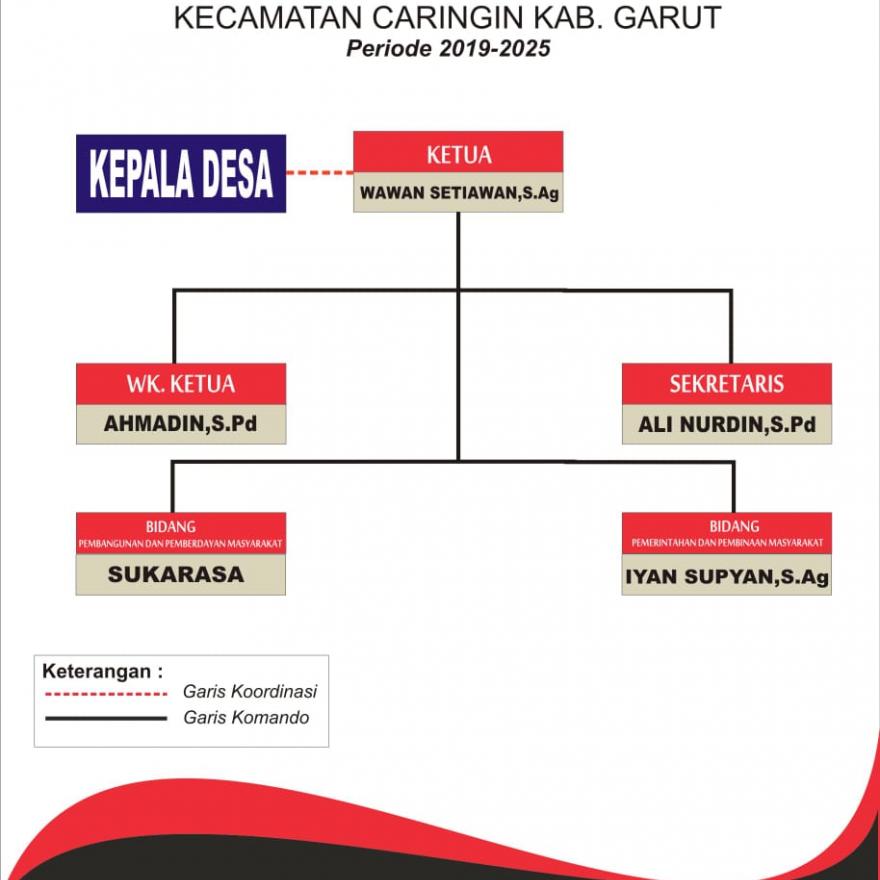 KECAMATAN CARINGIN KAB. GARUT
Periode 2019-2025
KEPALA DESA
KETUA
WAWAN SETIAWAN,S.Ag
WK. KETUA
AHMADIN,S.Pd
SEKRETARIS
ALI NURDIN,S.Pd
BIDANG
PEMBANGUNAN DAN PEMBERDAYAN MASYARAKAT
SUKARASA
BIDANG
PEMERINTAHAN DAN PEMBINAAN MASYARAKAT
IYAN SUPYAN,S.Ag
Keterangan :
Garis Koordinasi
Garis Komando